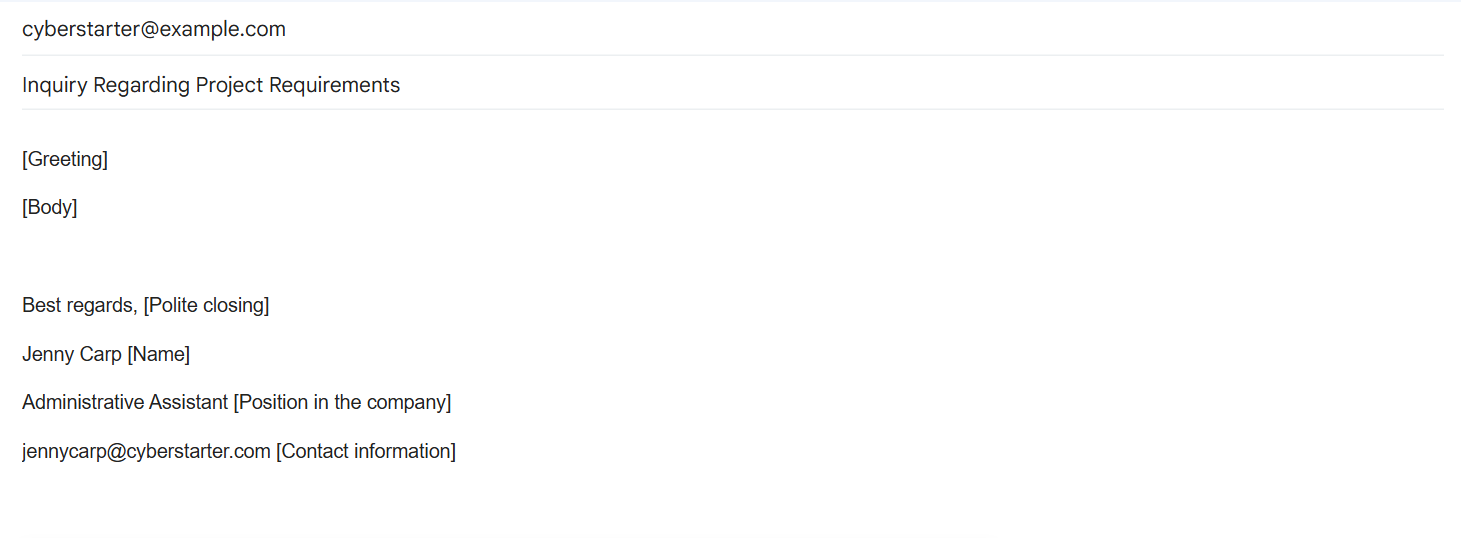 cyberstarter@example.com
Inquiry Regarding Project Requirements
[Greeting]
[Body]
Best regards, [Polite closing]
Jenny Carp [Name]
Administrative Assistant [Position in the company]
jennycarp@cyberstarter.com [Contact information]